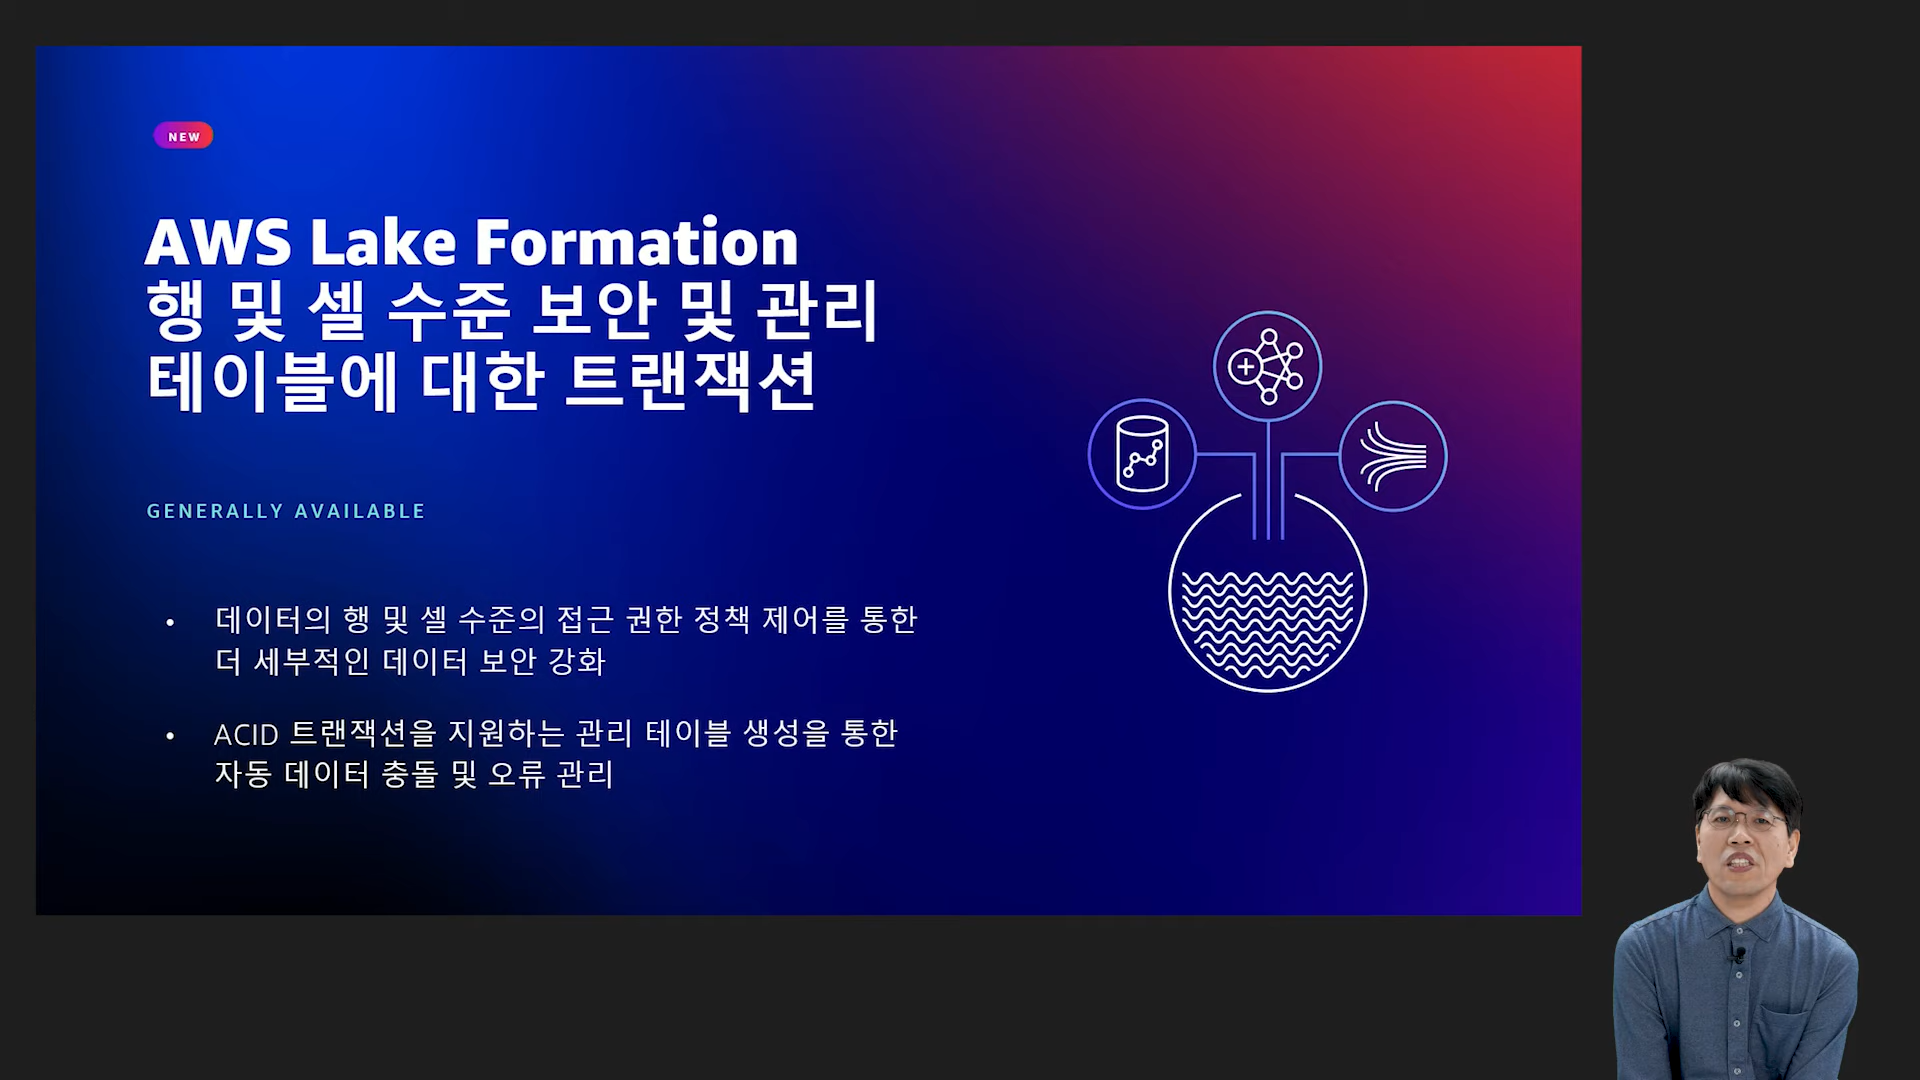 NEW
AWS Lake Formation
행 및 셀 수준 보안 및 관리
테이블에 대한 트랜잭션
GENERALLY AVAILABLE
• 데이터의 행 및 셀 수준의 접근 권한 정책 제어를 통한
더 세부적인 데이터 보안 강화
• ACID 트랜잭션을 지원하는 관리 테이블 생성을 통한
자동 데이터 충돌 및 오류 관리